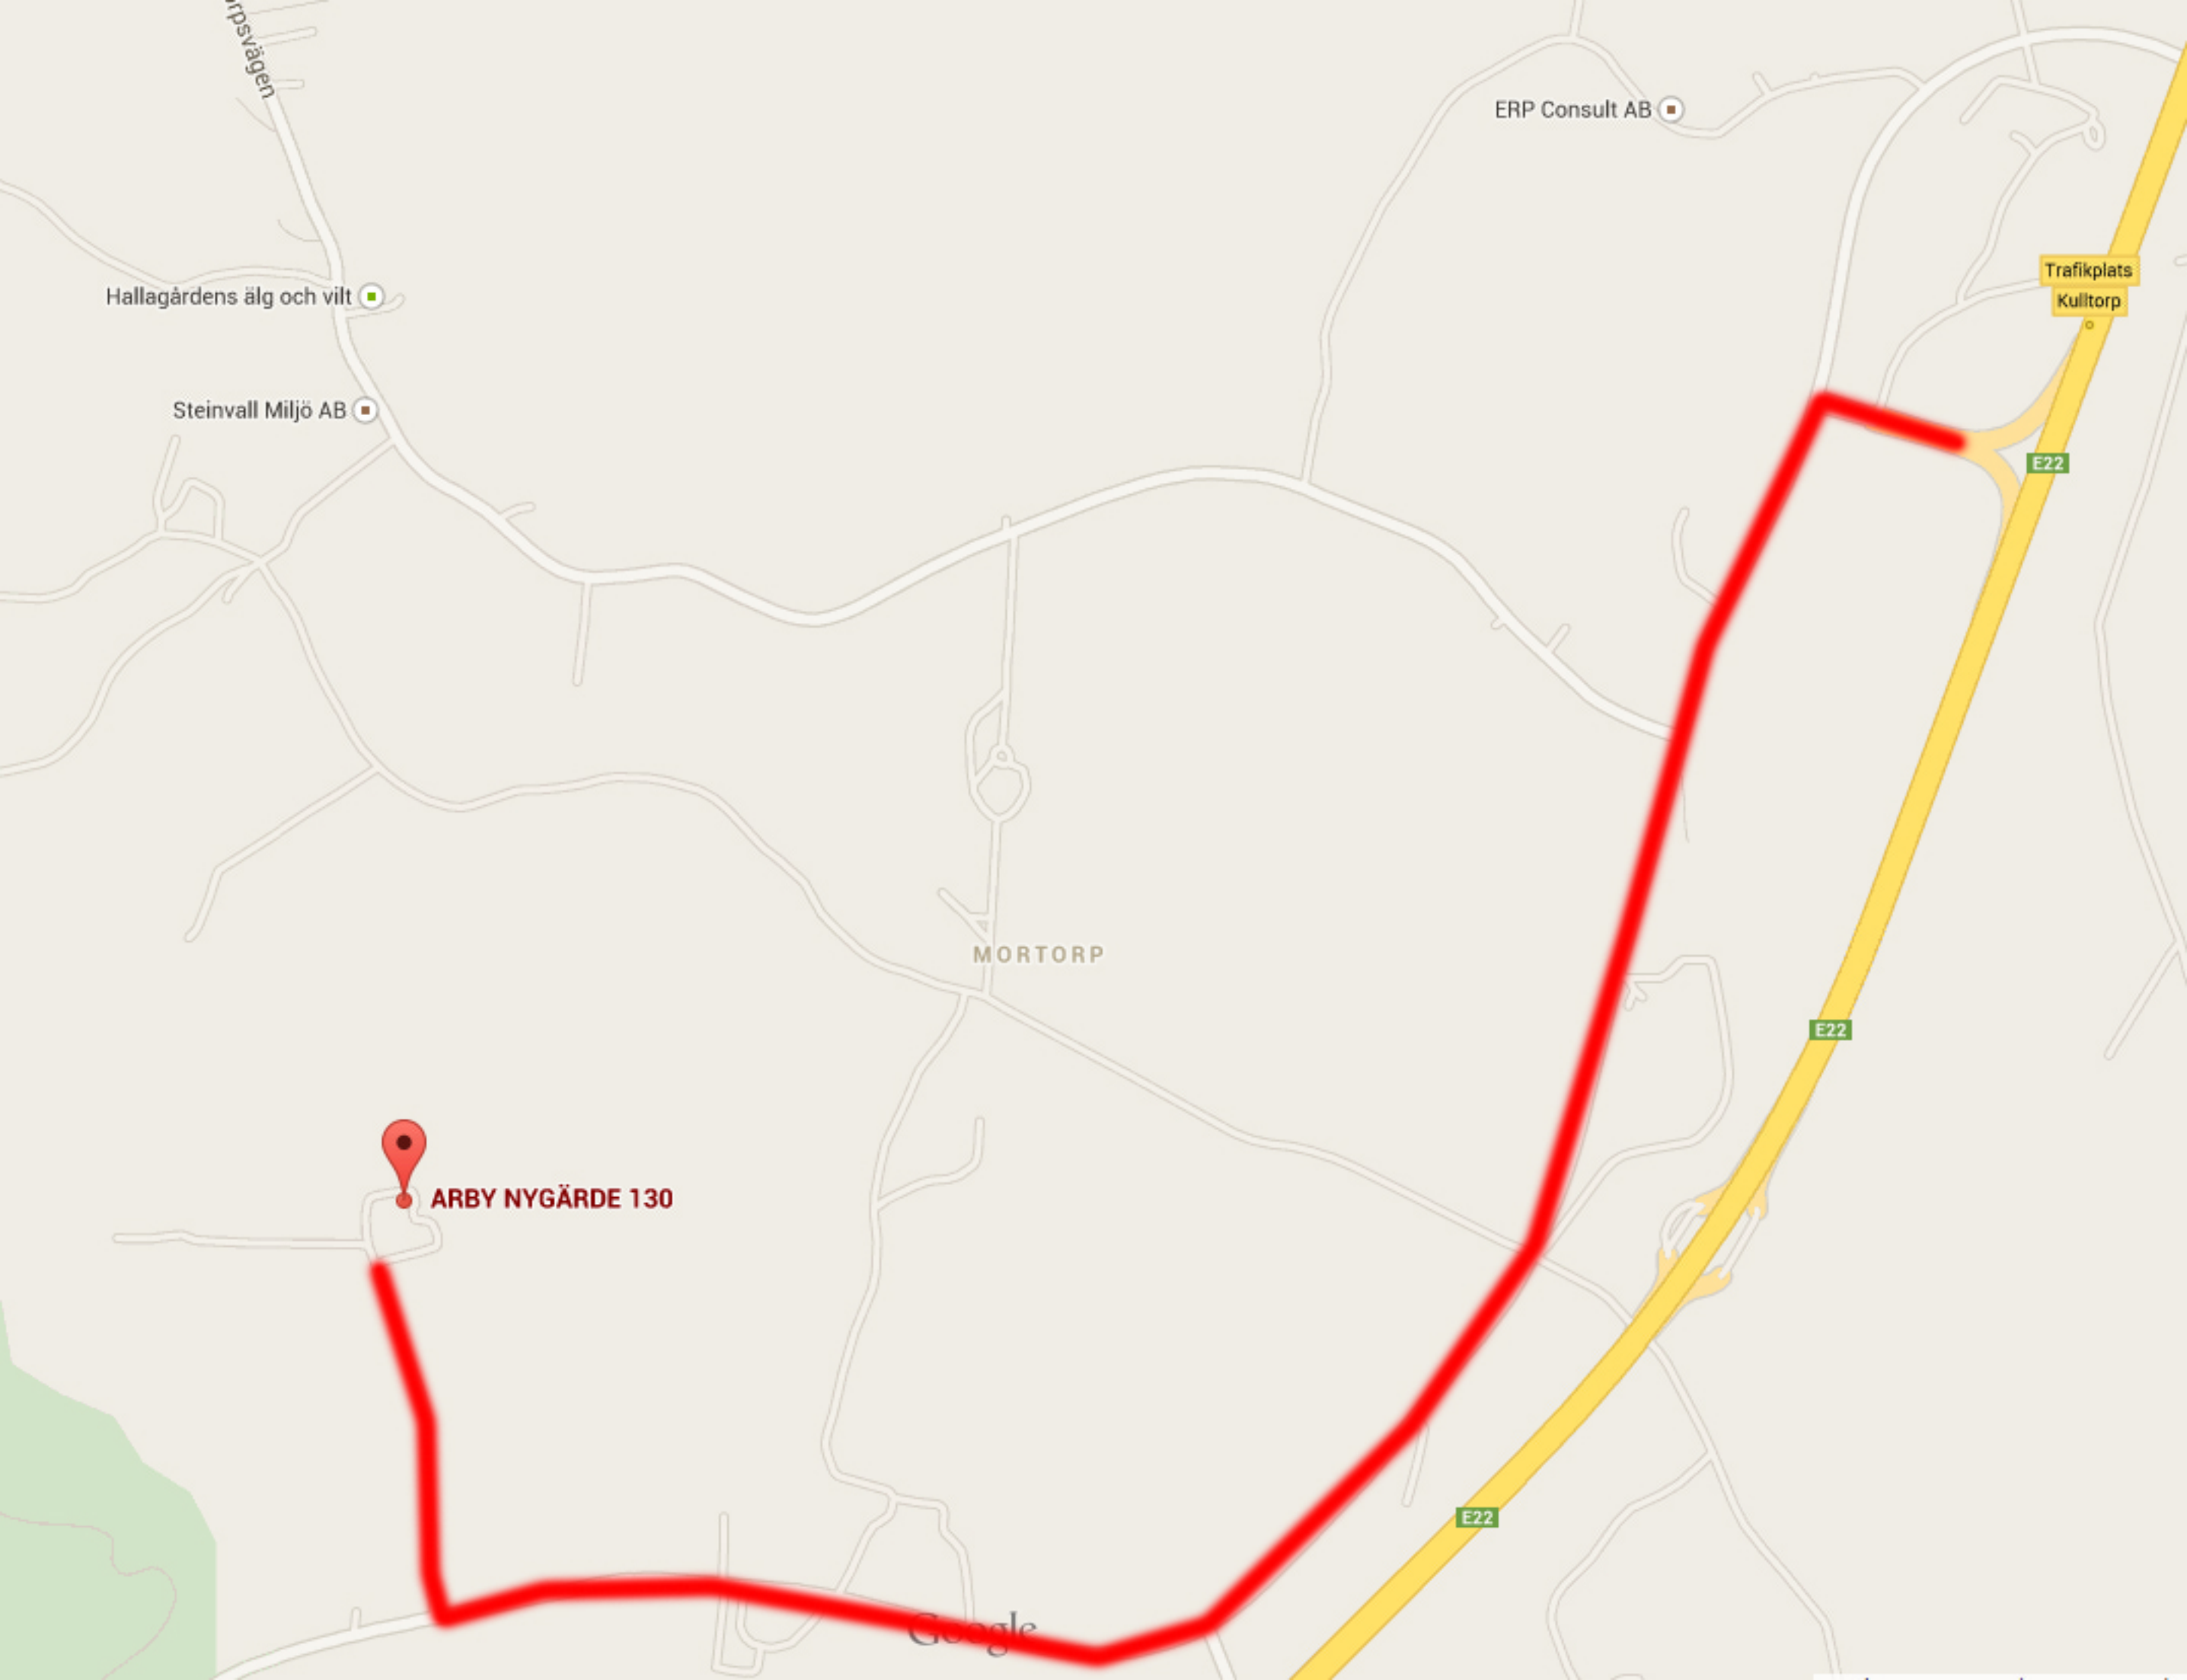 rpsvägen
ERP Consult AB
Trafikplats
Kulltorp
Hallagårdens älg och vilt
Steinvall Miljö AB
E22
MORTORP
E22
ARBY NYGÄRDE 130
E22
Google